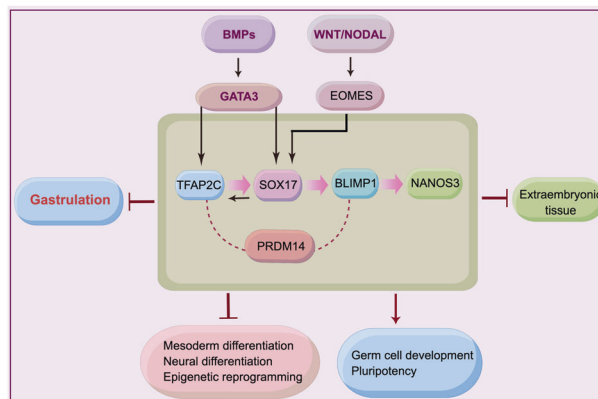 BMPs
WNT/NODAL
GATA3
EOMES
TFAP2C
SOX17
BLIMP1
NANOS3
PRDM14
Gastrulation
Extraembryonic
tissue
Mesoderm differentiation
Neural differentiation
Epigenetic reprogramming
Germ cell development
Pluripotency